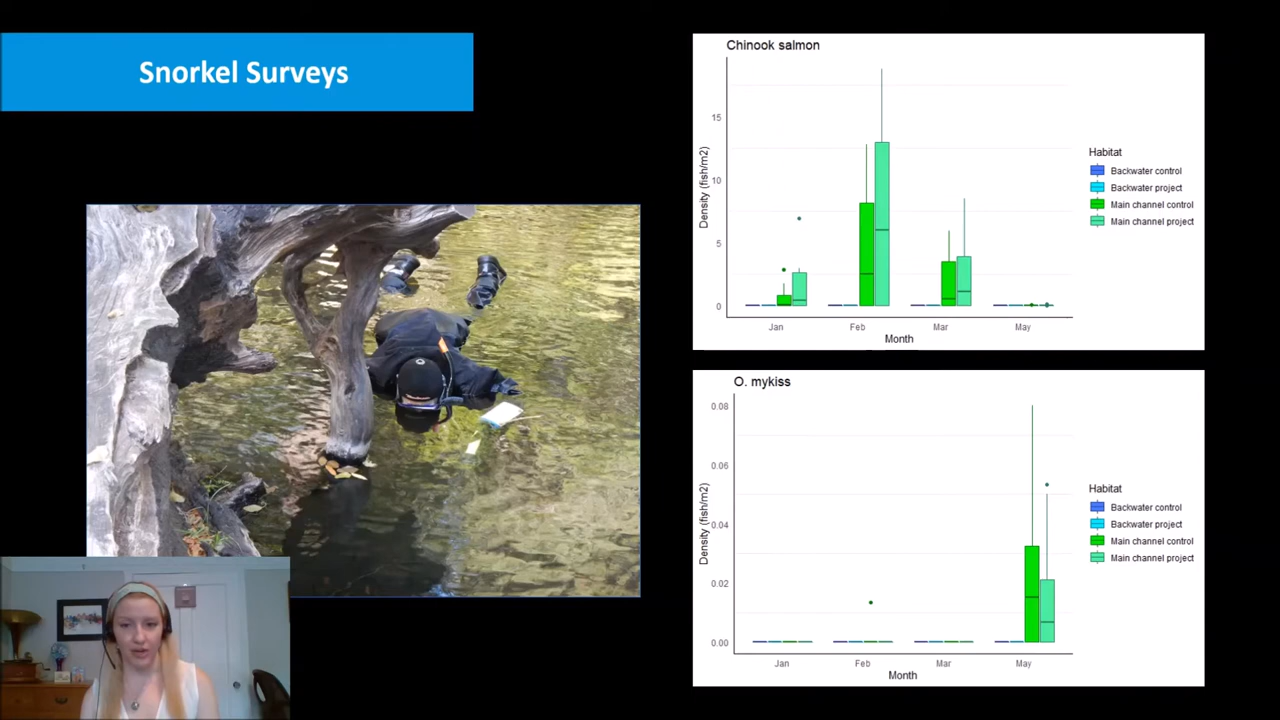 Snorkel Surveys
Chinook salmon
Density (fish/m2)
15
10
5
0
Jan
Feb
Mar
May
Month
Habitat
Backwater control
Backwater project
Main channel control
Main channel project
O. mykiss
Density (fish/m2)
0.08
0.06
0.04
0.02
0.00
Jan
Feb
Mar
May
Month
Habitat
Backwater control
Backwater project
Main channel control
Main channel project